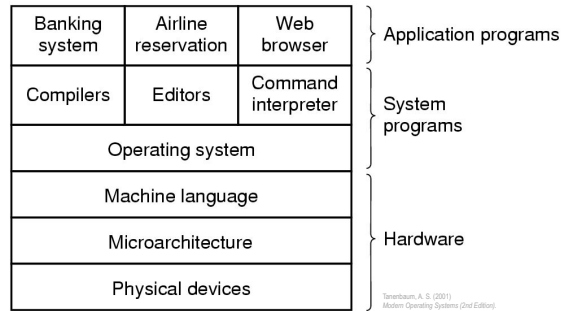 Banking system
Airline reservation
Web browser
Application programs
Compilers
Editors
Command interpreter
System programs
Operating system
Machine language
Microarchitecture
Hardware
Physical devices
Tanenbaum, A. S. (2001)
Modern Operating Systems (2nd Edition).